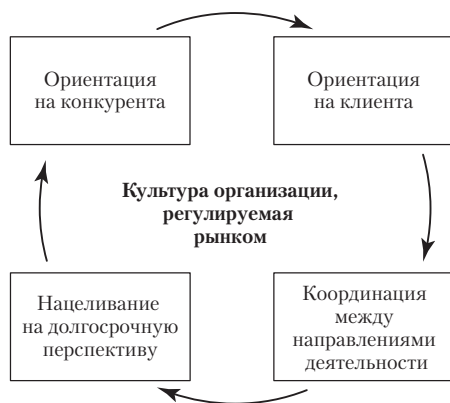 Ориентация
на конкурента
Ориентация
на клиента
Культура организации,
регулируемая
рынком
Нацеливание
на долгосрочную
перспективу
Координация
между
направлениями
деятельности